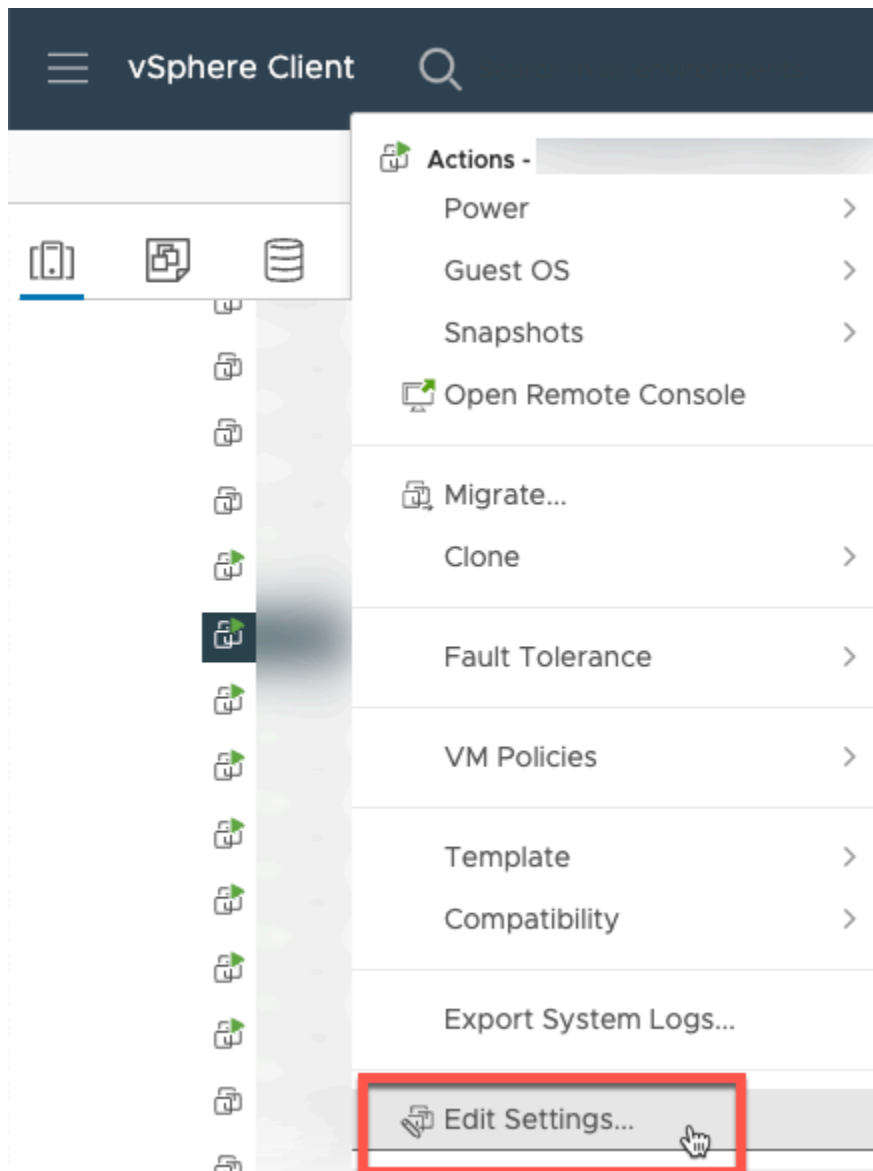 vSphere Client
Actions -
Power
Guest OS
Snapshots
Open Remote Console
Migrate...
Clone
Fault Tolerance
VM Policies
Template
Compatibility
Export System Logs...
Edit Settings...